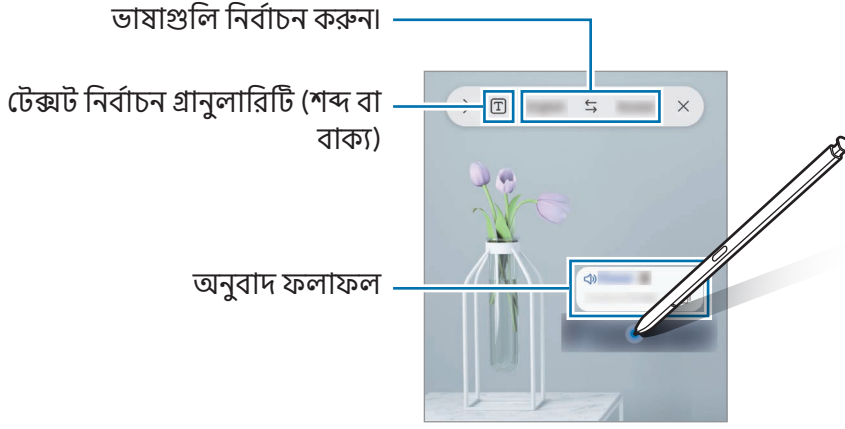 ভাষাগুলি নির্বাচন করুন।
টেক্সট নির্বাচন গ্রানুলারিটি (শব্দ বা
বাক্য)
অনুবাদ ফলাফল